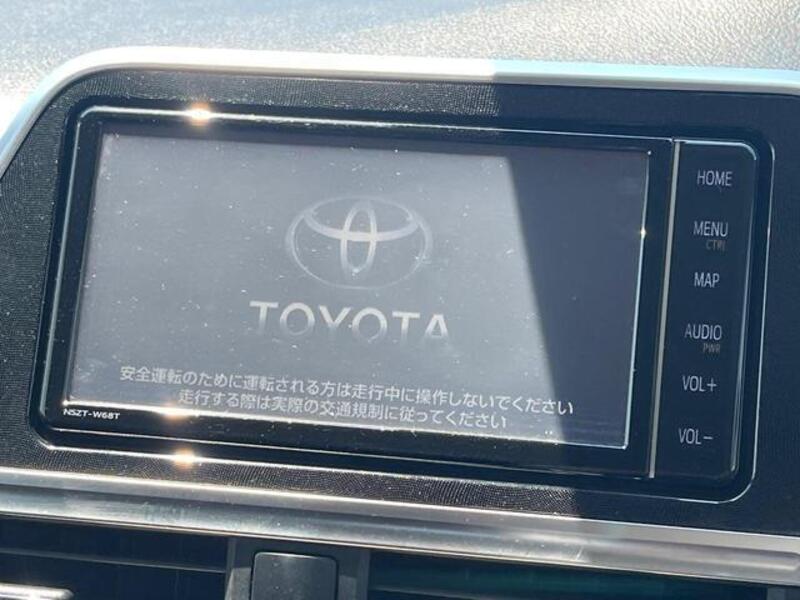 TOYOTA
安全運転のために運転される方は走行中に操作しないでください
走行する際は実際の交通規制に従ってください
NSZT-W68T
HOME
MENU
CTRL
MAP
AUDIO
PWR
VOL+
VOL−